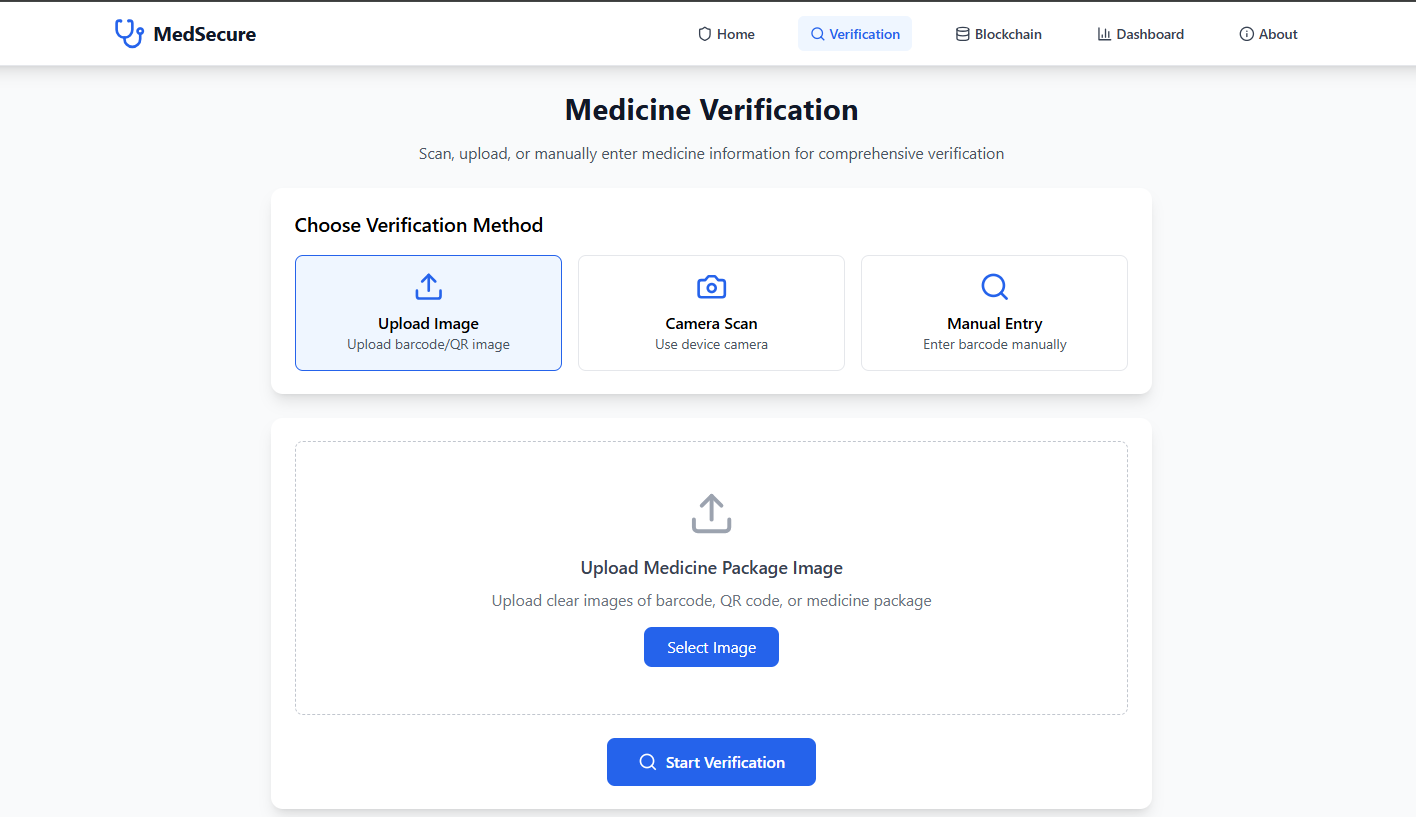 MedSecure
Home
Verification
Blockchain
Dashboard
About
Medicine Verification
Scan, upload, or manually enter medicine information for comprehensive verification
Choose Verification Method
Upload Image
Upload barcode/QR image
Camera Scan
Use device camera
Manual Entry
Enter barcode manually
Upload Medicine Package Image
Upload clear images of barcode, QR code, or medicine package
Select Image
Start Verification